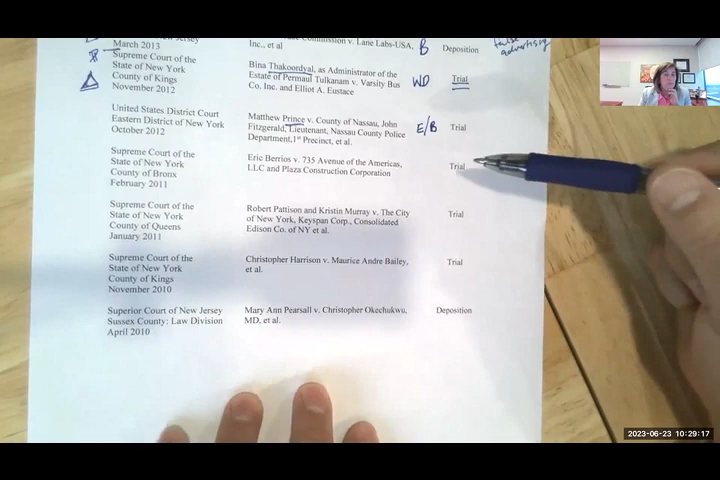 March 2013
Inc., et al
Commission v. Lane Labs-USA,
B
Deposition
false
advertising
Supreme Court of the
State of New York
County of Kings
November 2012
Bina Thakoordyal, as Administrator of the
Estate of Permaul Tulkanam v. Varsity Bus
Co. Inc. and Elliot A. Eustace
WD
Trial
United States District Court
Eastern District of New York
October 2012
Matthew Prince v. County of Nassau, John
Fitzgerald, Lieutenant, Nassau County Police
Department,1st Precinct, et al.
E/B
Trial
Supreme Court of the
State of New York
County of Bronx
February 2011
Eric Berrios v. 735 Avenue of the Americas,
LLC and Plaza Construction Corporation
Trial
Supreme Court of the
State of New York
County of Queens
January 2011
Robert Pattison and Kristin Murray v. The City
of New York, Keyspan Corp., Consolidated
Edison Co. of NY et al.
Trial
Supreme Court of the
State of New York
County of Kings
November 2010
Christopher Harrison v. Maurice Andre Bailey,
et al.
Trial
Superior Court of New Jersey
Sussex County: Law Division
April 2010
Mary Ann Pearsall v. Christopher Okechukwu,
MD, et al.
Deposition
2023-06-23 10:29:17